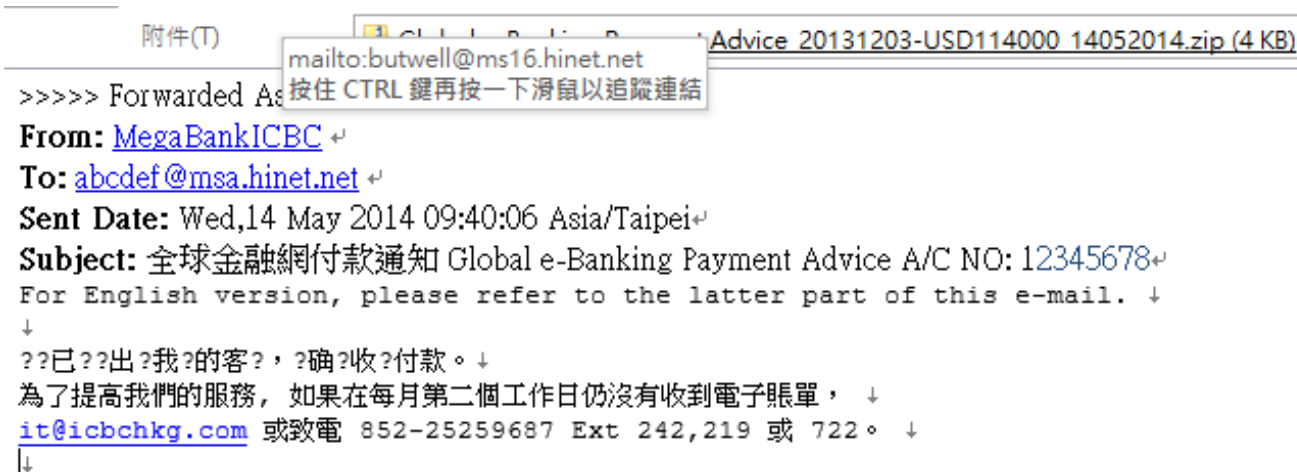 附件(T)
Advice_20131203-USD114000_14052014.zip (4 KB)
mailto:butwell@ms16.hinet.net
按住 CTRL 鍵再按一下滑鼠以追蹤連結
>>>>> Forwarded As
From: MegaBankICBC ↵
To: abcdef@msa.hinet.net ↵
Sent Date: Wed,14 May 2014 09:40:06 Asia/Taipei↵
Subject: 全球金融網付款通知 Global e-Banking Payment Advice A/C NO: 12345678↵
For English version, please refer to the latter part of this e-mail. ↓
↓
??已??出?我?的客?，?确?收?付款。↓
為了提高我們的服務, 如果在每月第二個工作日仍沒有收到電子賬單， ↓
it@icbchkg.com 或致電 852-25259687 Ext 242,219 或 722。 ↓
↓